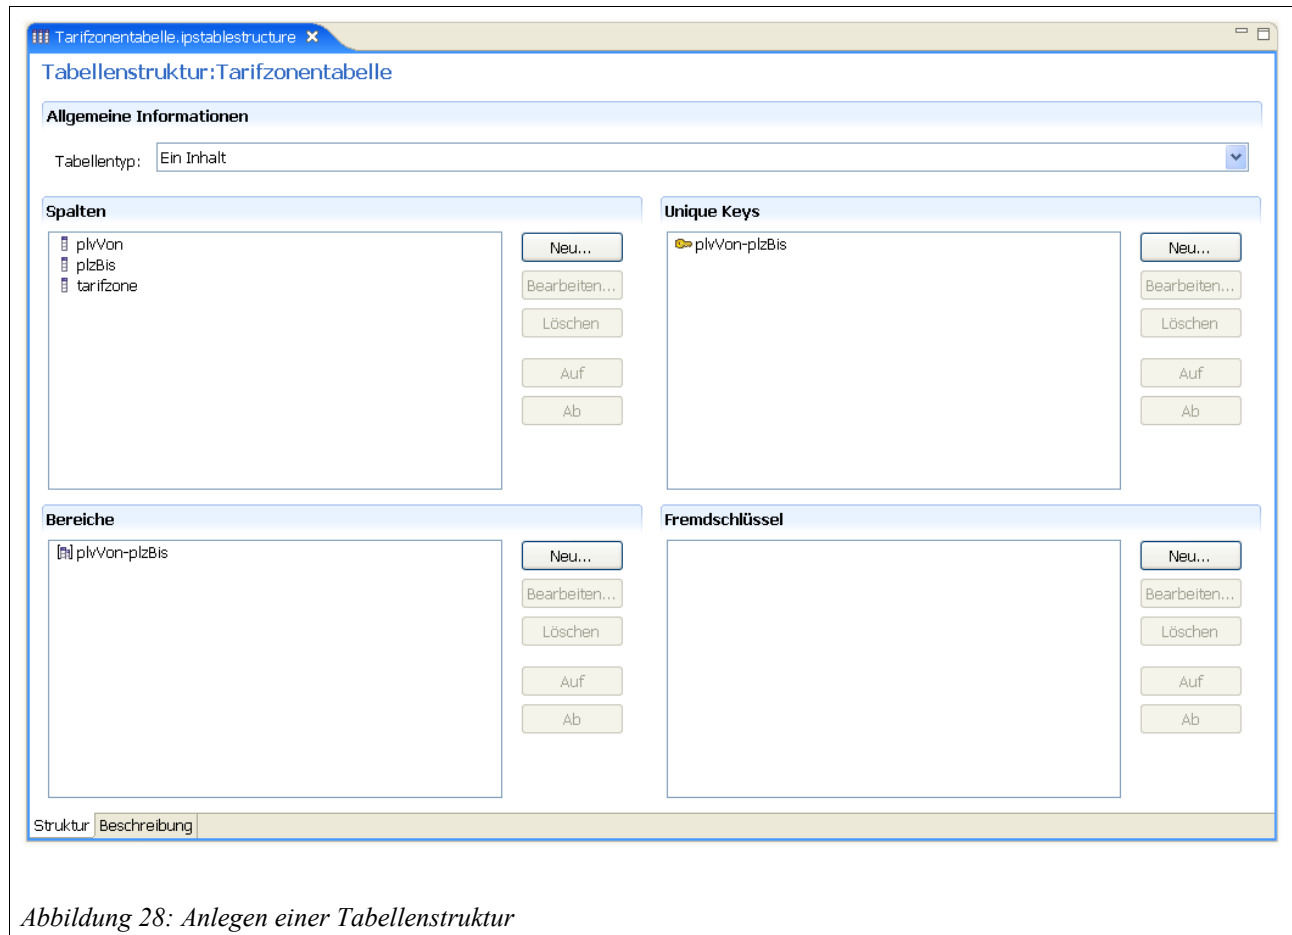 Tarifzonentabelle.ipstablestructure
Tabellenstruktur:Tarifzonentabelle
Allgemeine Informationen
Tabellentyp: Ein Inhalt
Spalten
plvVon
plzBis
tarifzone
Neu...
Bearbeiten...
Löschen
Auf
Ab
Unique Keys
plvVon-plzBis
Neu...
Bearbeiten...
Löschen
Auf
Ab
Bereiche
plvVon-plzBis
Neu...
Bearbeiten...
Löschen
Auf
Ab
Fremdschlüssel
Neu...
Bearbeiten...
Löschen
Auf
Ab
Struktur Beschreibung
Abbildung 28: Anlegen einer Tabellenstruktur